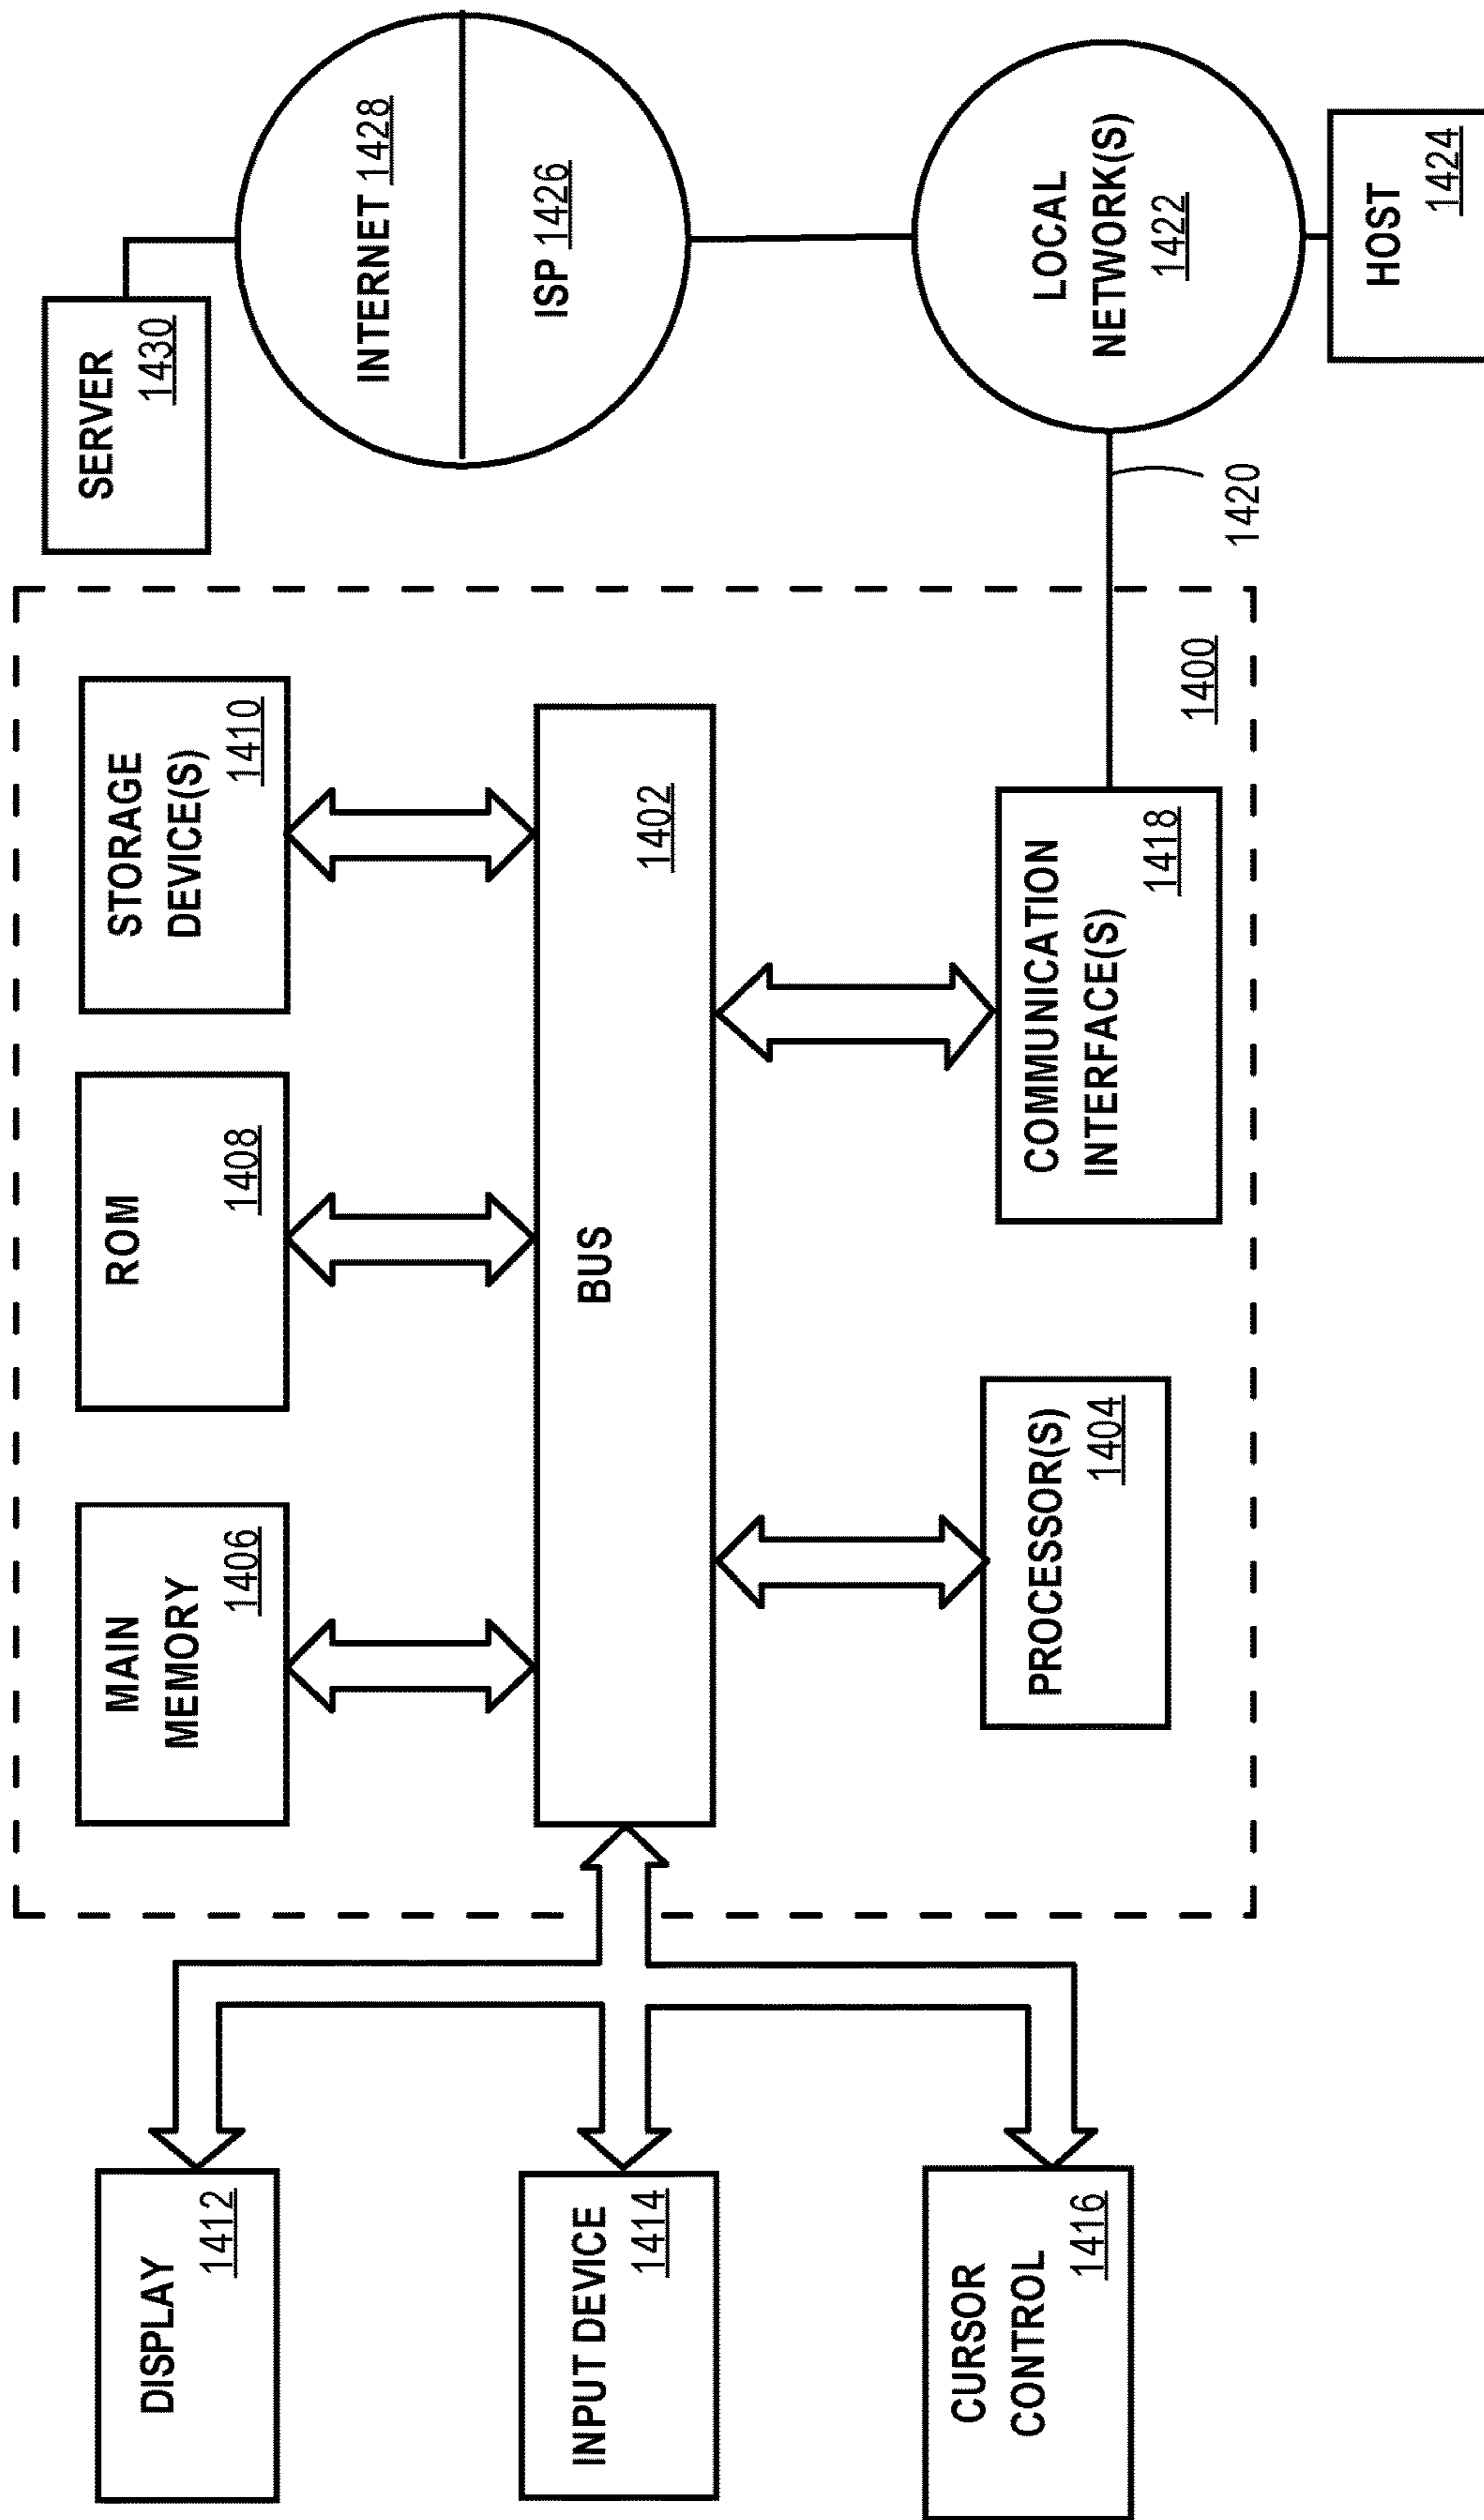 DISPLAY
1412
INPUT DEVICE
1414
CURSOR
CONTROL
1416
MAIN
MEMORY
1406
ROM
1408
STORAGE
DEVICE(S)
1410
BUS
1402
PROCESSOR(S)
1404
COMMUNICATION
INTERFACE(S)
1418
1400
SERVER
1430
INTERNET 1428
ISP 1426
1420
LOCAL
NETWORK(S)
1422
HOST
1424